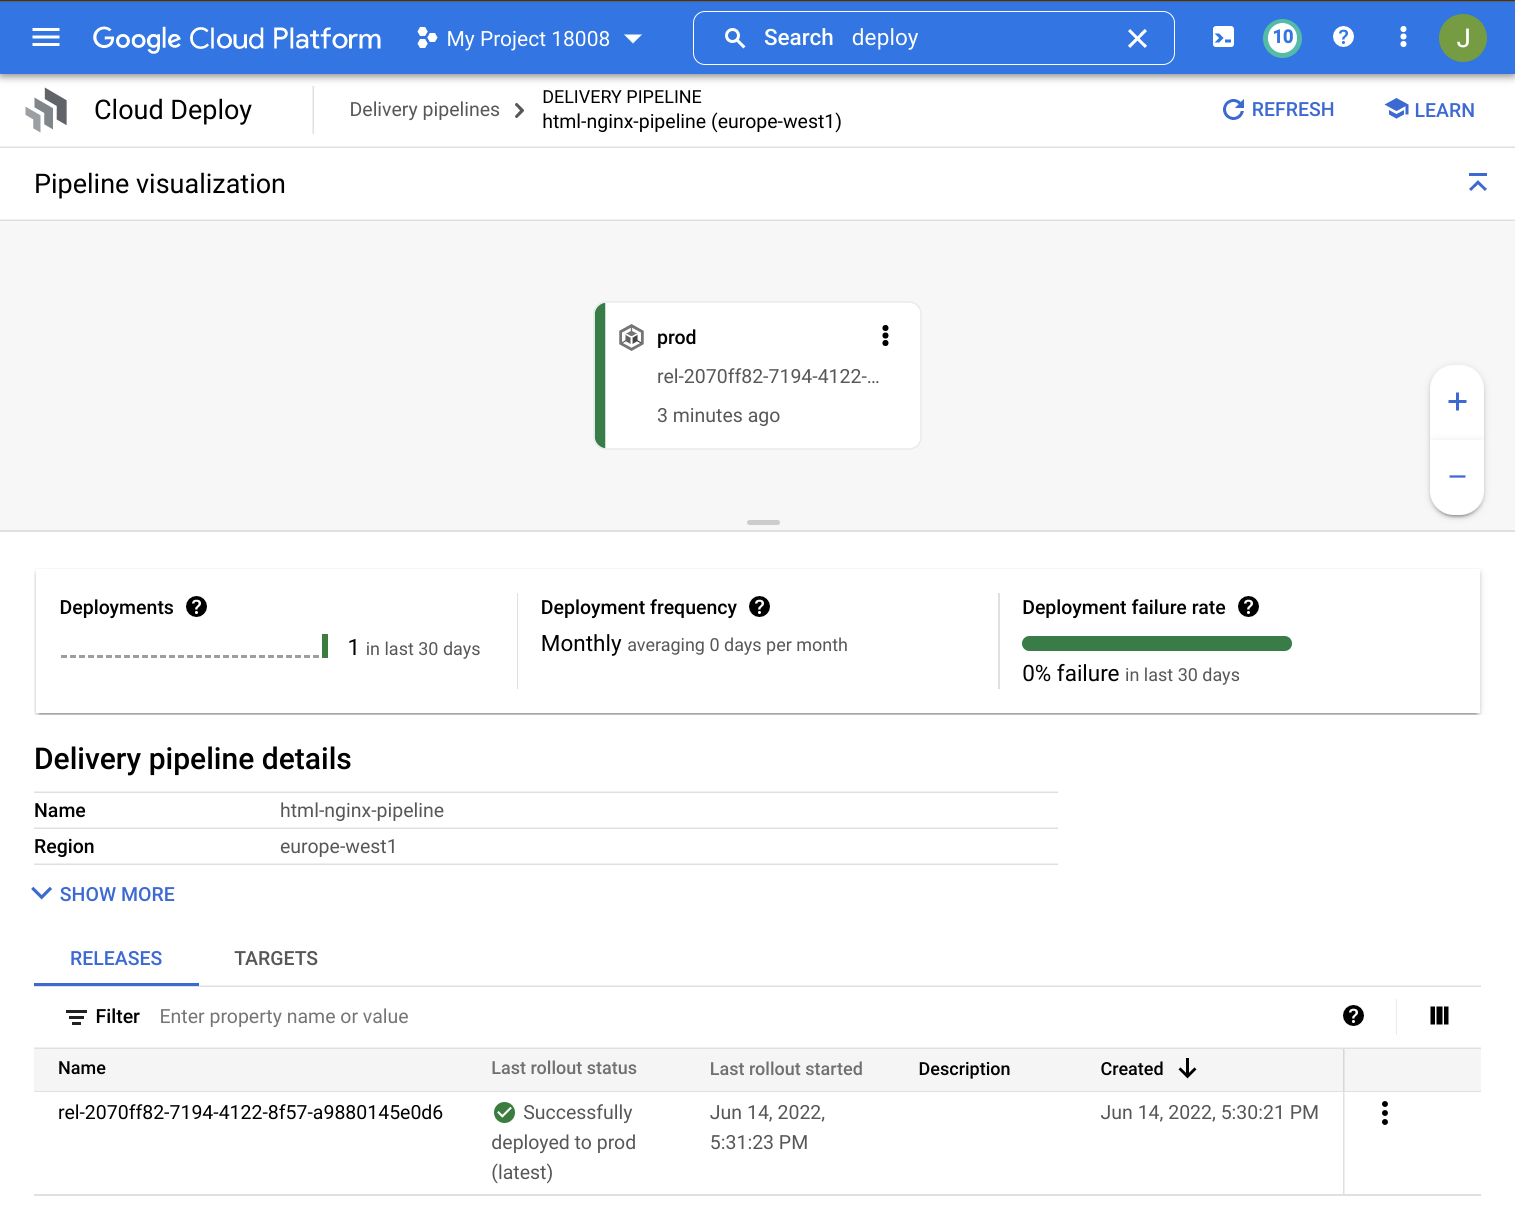 Google Cloud Platform
My Project 18008
Search deploy
10
J
Cloud Deploy
Delivery pipelines
DELIVERY PIPELINE
html-nginx-pipeline (europe-west1)
REFRESH
LEARN
Pipeline visualization
prod
rel-2070ff82-7194-4122-...
3 minutes ago
+
−
Deployments
1 in last 30 days
Deployment frequency
Monthly averaging 0 days per month
Deployment failure rate
0% failure in last 30 days
Delivery pipeline details
Name html-nginx-pipeline
Region europe-west1
SHOW MORE
RELEASES TARGETS
Filter Enter property name or value
Name Last rollout status Last rollout started Description Created
rel-2070ff82-7194-4122-8f57-a9880145e0d6
Successfully
deployed to prod
(latest)
Jun 14, 2022,
5:31:23 PM
Jun 14, 2022, 5:30:21 PM